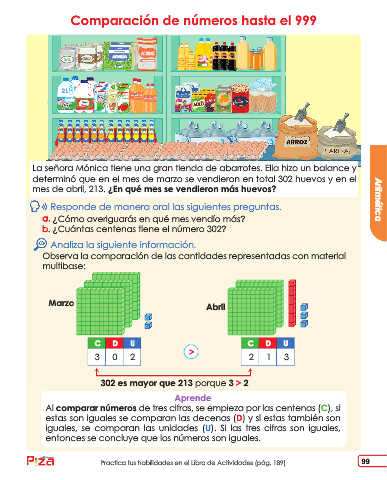 Comparación de números hasta el 999
ARROZ
La señora Mónica tiene una gran tienda de abarrotes. Ella hizo un balance y
determinó que en el mes de marzo se vendieron en total 302 huevos y en el
mes de abril, 213. ¿En qué mes se vendieron más huevos?
Responde de manera oral las siguientes preguntas.
a. ¿Cómo averiguarás en qué mes vendío más?
b. ¿Cuántas centenas tiene el número 302?
Analiza la siguiente información.
Observa la comparación de las cantidades representadas con material
multibase:
Marzo
Abril
C D U
3 0 2
>
C D U
2 1 3
302 es mayor que 213 porque 3 > 2
Aprende
Al comparar números de tres cifras, se empieza por las centenas (C), si
estas son iguales se comparan las decenas (D) y si estas también son
iguales, se comparan las unidades (U). Si las tres cifras son iguales,
entonces se concluye que los números son iguales.
Aritmética
Practica tus habilidades en el Libro de Actividades (pág. 189)
99